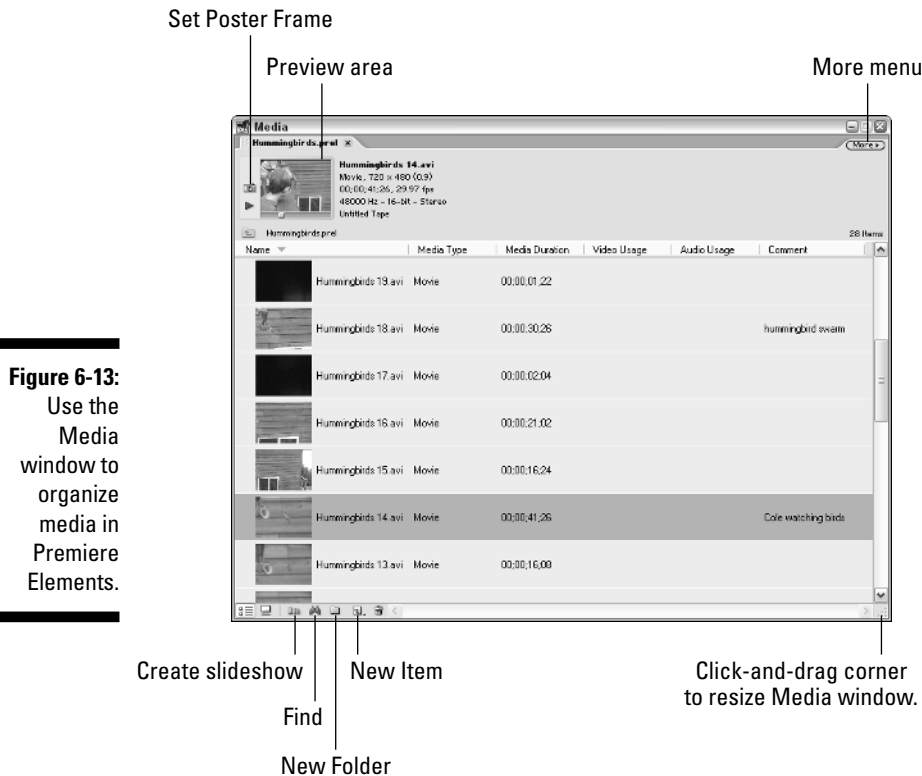 Set Poster Frame
Preview area
More menu
Media
Hummingbirds.prel
More
Hummingbirds 14.avi
Movie, 720 x 480 (0.9)
00;00;41;26, 29.97 fps
48000 Hz - 16-bit - Stereo
Untitled Tape
Hummingbirds.prel
28 Items
Name Media Type Media Duration Video Usage Audio Usage Comment
Hummingbirds 19.avi Movie 00;00;01;22
Hummingbirds 18.avi Movie 00;00;30;26 hummingbird swarm
Hummingbirds 17.avi Movie 00;00;02;04
Hummingbirds 16.avi Movie 00;00;21;02
Hummingbirds 15.avi Movie 00;00;16;24
Hummingbirds 14.avi Movie 00;00;41;26 Cole watching birds
Hummingbirds 13.avi Movie 00;00;16;08
Figure 6-13:
Use the
Media
window to
organize
media in
Premiere
Elements.
Create slideshow
New Item
Click-and-drag corner
to resize Media window.
Find
New Folder